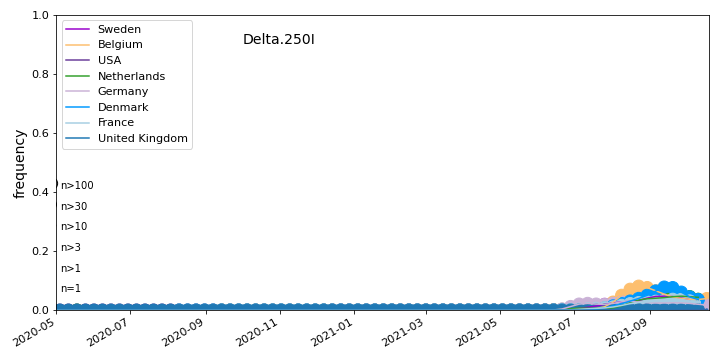 Delta.250I
Sweden
Belgium
USA
Netherlands
Germany
Denmark
France
United Kingdom
n>100
n>30
n>10
n>3
n>1
n=1
frequency
1.0
0.8
0.6
0.4
0.2
0.0
2020-05
2020-07
2020-09
2020-11
2021-01
2021-03
2021-05
2021-07
2021-09